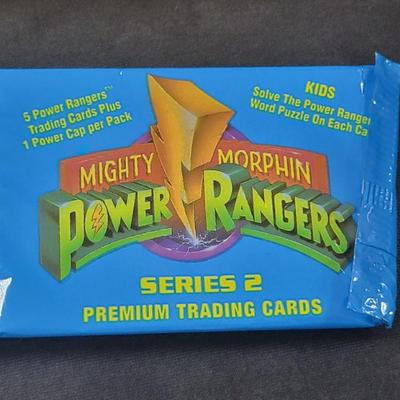 5 Power Rangers™
Trading Cards Plus
1 Power Cap per Pack
KIDS
Solve The Power Ranger
Word Puzzle On Each Ca
MIGHTY MORPHIN
POWER RANGERS
SERIES 2
PREMIUM TRADING CARDS